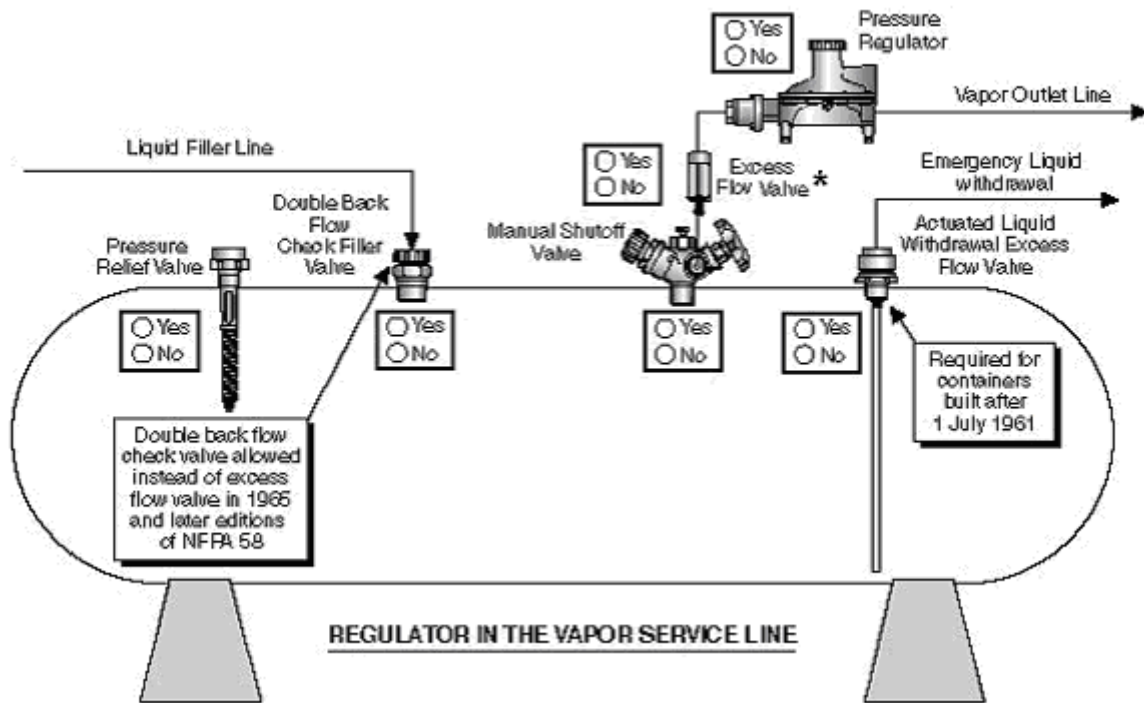 Yes
No
Pressure
Regulator
Vapor Outlet Line
Liquid Filler Line
Yes
No
Excess
Flow Valve *
Emergency Liquid
withdrawal
Double Back
Flow
Check Filler
Valve
Pressure
Relief Valve
Manual Shutoff
Valve
Actuated Liquid
Withdrawal Excess
Flow Valve
Yes
No
Yes
No
Yes
No
Yes
No
Required for
containers
built after
1 July 1961
Double back flow
check valve allowed
instead of excess
flow valve in 1965
and later editions
of NFPA 58
REGULATOR IN THE VAPOR SERVICE LINE